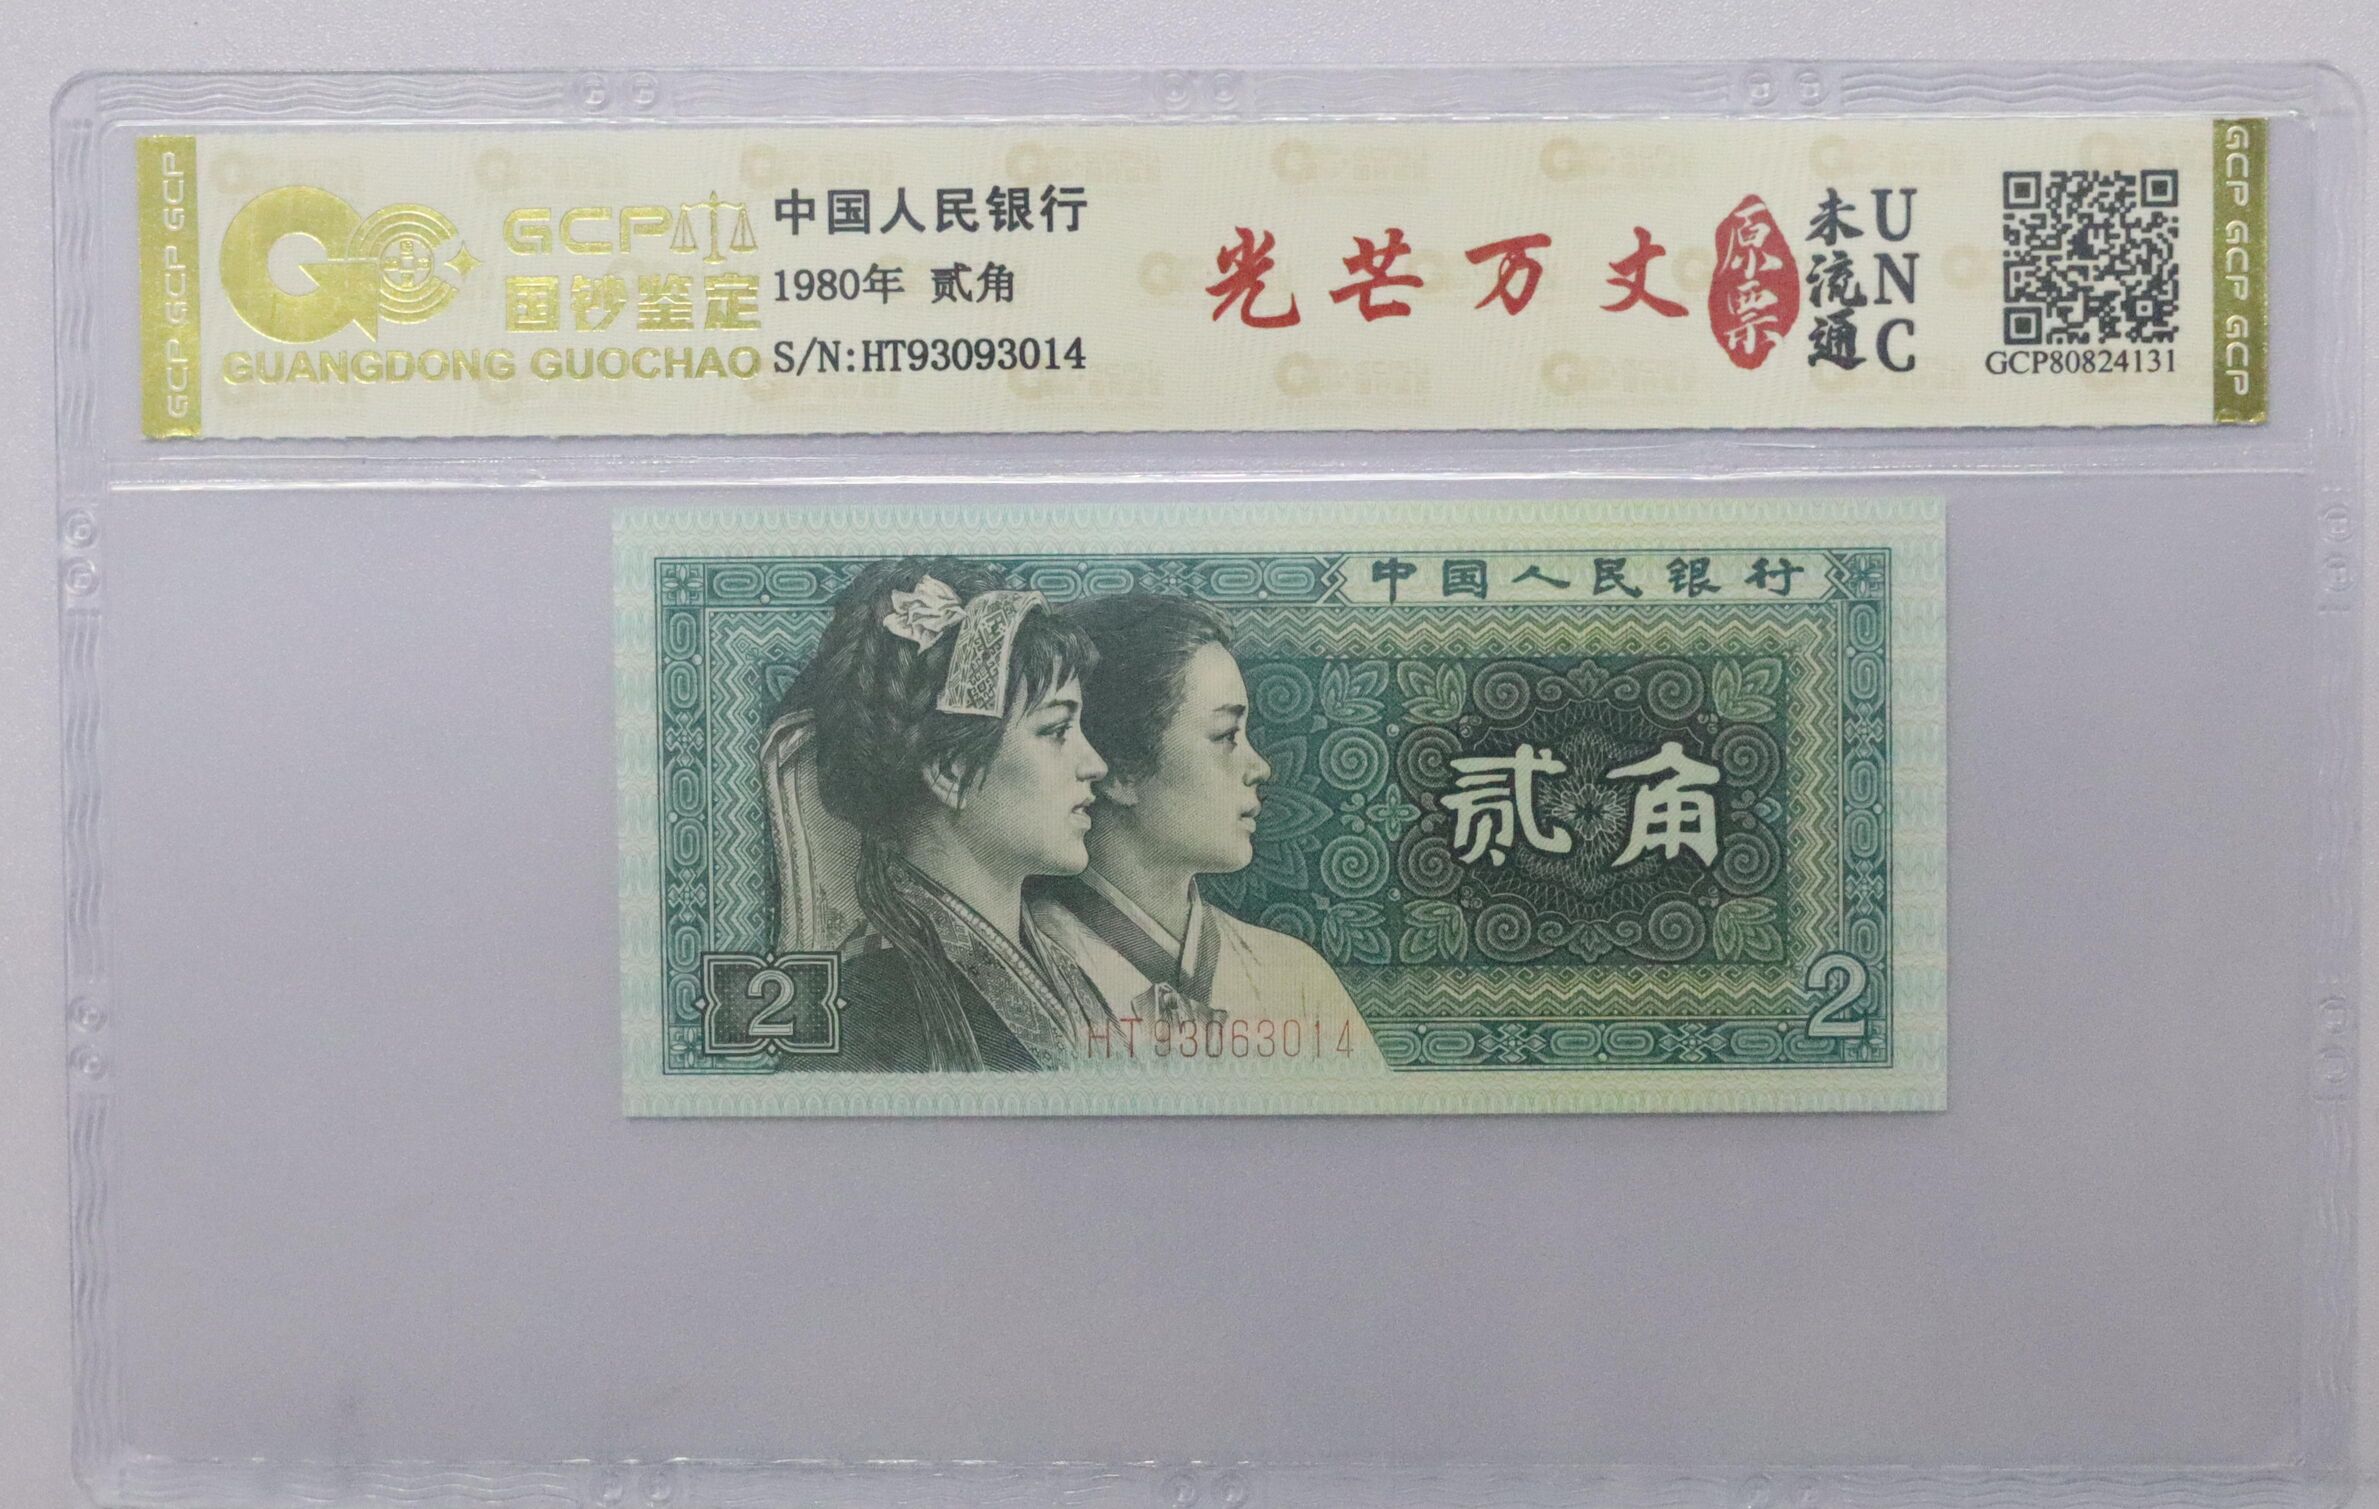 GCP GCP GCP GCP
GCP
国钞鉴定
GUANGDONG GUOCHAO
中国人民银行
1980年 贰角
S/N:HT93093014
光芒万丈
原票
未流通
UNC
GCP80824131
GCP GCP GCP GCP
中国人民银行
贰角
2
2
HT93063014